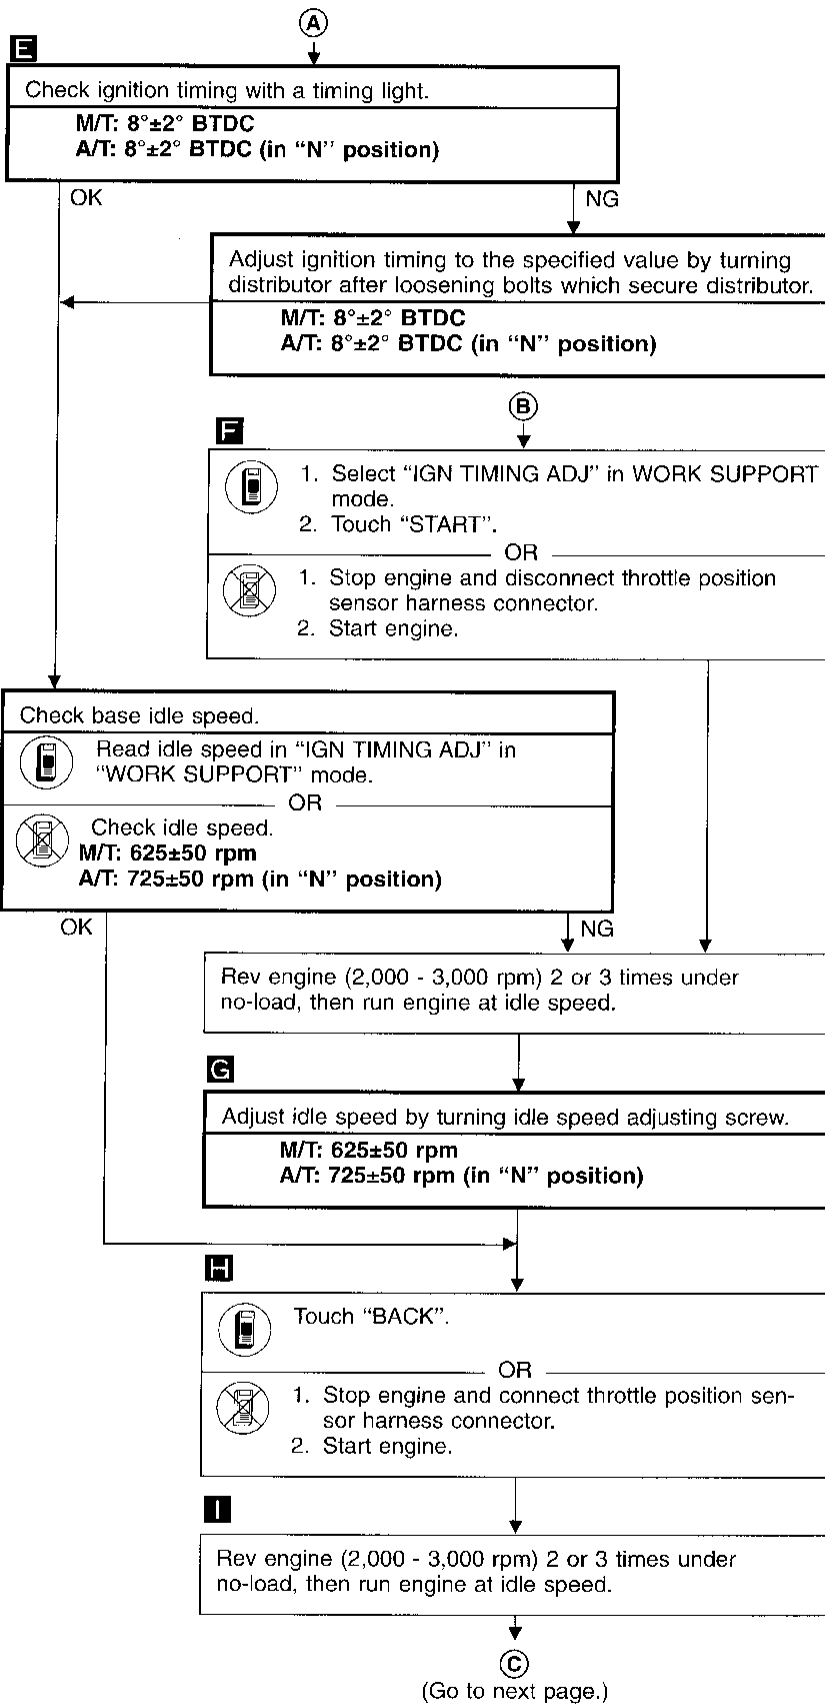 A
E
Check ignition timing with a timing light.
M/T: 8°±2° BTDC
A/T: 8°±2° BTDC (in "N" position)
OK
NG
Adjust ignition timing to the specified value by turning
distributor after loosening bolts which secure distributor.
M/T: 8°±2° BTDC
A/T: 8°±2° BTDC (in "N" position)
B
F
1. Select "IGN TIMING ADJ" in WORK SUPPORT
mode.
2. Touch "START".
OR
1. Stop engine and disconnect throttle position
sensor harness connector.
2. Start engine.
Check base idle speed.
Read idle speed in "IGN TIMING ADJ" in
"WORK SUPPORT" mode.
OR
Check idle speed.
M/T: 625±50 rpm
A/T: 725±50 rpm (in "N" position)
OK
NG
Rev engine (2,000 - 3,000 rpm) 2 or 3 times under
no-load, then run engine at idle speed.
G
Adjust idle speed by turning idle speed adjusting screw.
M/T: 625±50 rpm
A/T: 725±50 rpm (in "N" position)
H
Touch "BACK".
OR
1. Stop engine and connect throttle position sen-
sor harness connector.
2. Start engine.
I
Rev engine (2,000 - 3,000 rpm) 2 or 3 times under
no-load, then run engine at idle speed.
C
(Go to next page.)